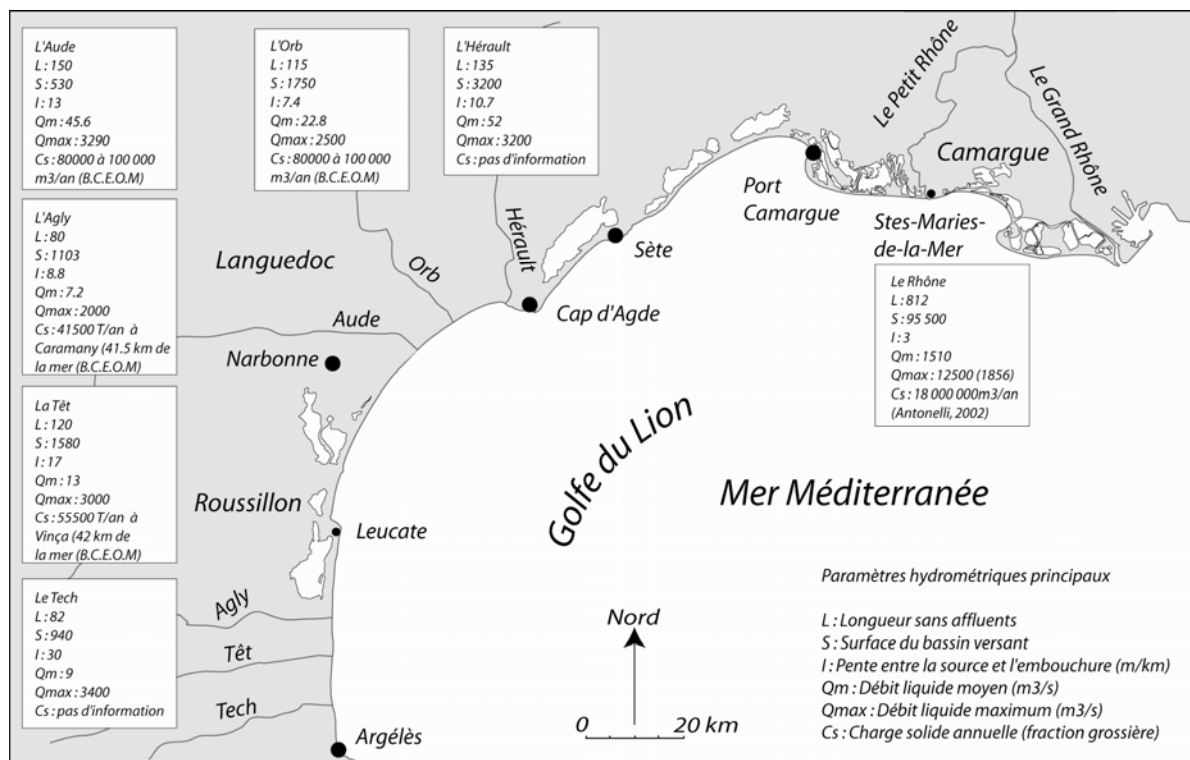 L'Aude
L : 150
S : 530
I : 13
Qm : 45.6
Qmax : 3290
Cs : 80000 à 100 000
m3/an (B.C.E.O.M)
L'Orb
L : 115
S : 1750
I : 7.4
Qm : 22.8
Qmax : 2500
Cs : 80000 à 100 000
m3/an (B.C.E.O.M)
L'Hérault
L : 135
S : 3200
I : 10.7
Qm : 52
Qmax : 3200
Cs : pas d'information
L'Agly
L : 80
S : 1103
I : 8.8
Qm : 7.2
Qmax : 2000
Cs : 41500 T/an à
Caramany (41.5 km de
la mer (B.C.E.O.M)
La Têt
L : 120
S : 1580
I : 17
Qm : 13
Qmax : 3000
Cs : 55500 T/an à
Vinça (42 km de
la mer (B.C.E.O.M)
Le Tech
L : 82
S : 940
I : 30
Qm : 9
Qmax : 3400
Cs : pas d'information
Le Rhône
L : 812
S : 95 500
I : 3
Qm : 1510
Qmax : 12500 (1856)
Cs : 18 000 000m3/an
(Antonelli, 2002)
Le Petit Rhône
Le Grand Rhône
Camargue
Port
Camargue
Stes-Maries-
de-la-Mer
Sète
Hérault
Cap d'Agde
Orb
Languedoc
Aude
Narbonne
Roussillon
Leucate
Agly
Têt
Tech
Argélès
Golfe du Lion
Mer Méditerranée
Nord
0 20 km
Paramètres hydrométriques principaux
L : Longueur sans affluents
S : Surface du bassin versant
I : Pente entre la source et l'embouchure (m/km)
Qm : Débit liquide moyen (m3/s)
Qmax : Débit liquide maximum (m3/s)
Cs : Charge solide annuelle (fraction grossière)